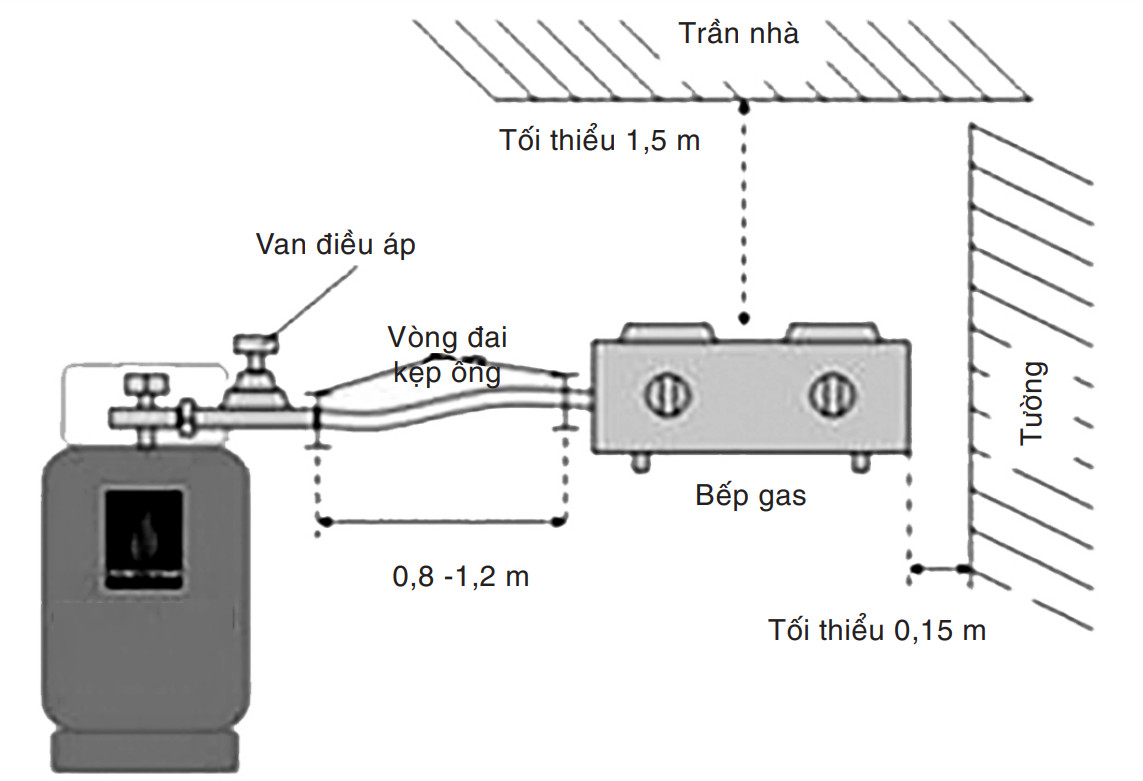 Trần nhà
Tối thiểu 1,5 m
Van điều áp
Vòng đai
kẹp ống
Tường
Bếp gas
0,8 -1,2 m
Tối thiểu 0,15 m